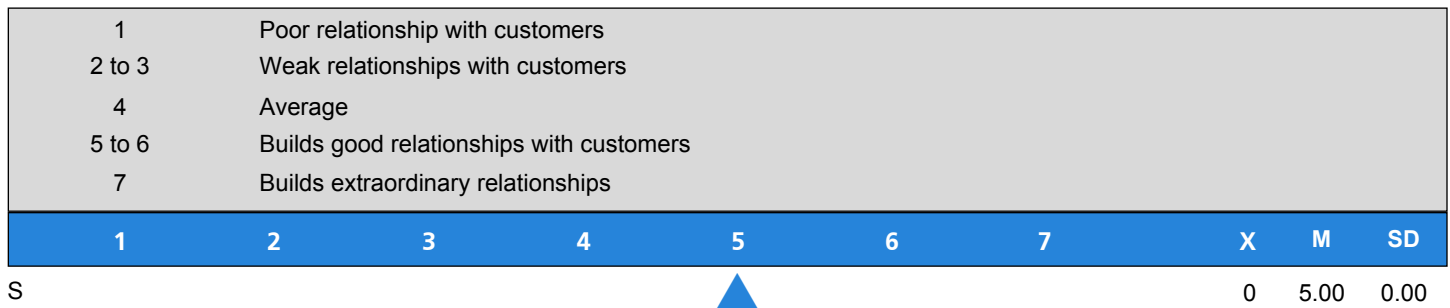 1 Poor relationship with customers
2 to 3 Weak relationships with customers
4 Average
5 to 6 Builds good relationships with customers
7 Builds extraordinary relationships
1 2 3 4 5 6 7 X M SD
S 0 5.00 0.00